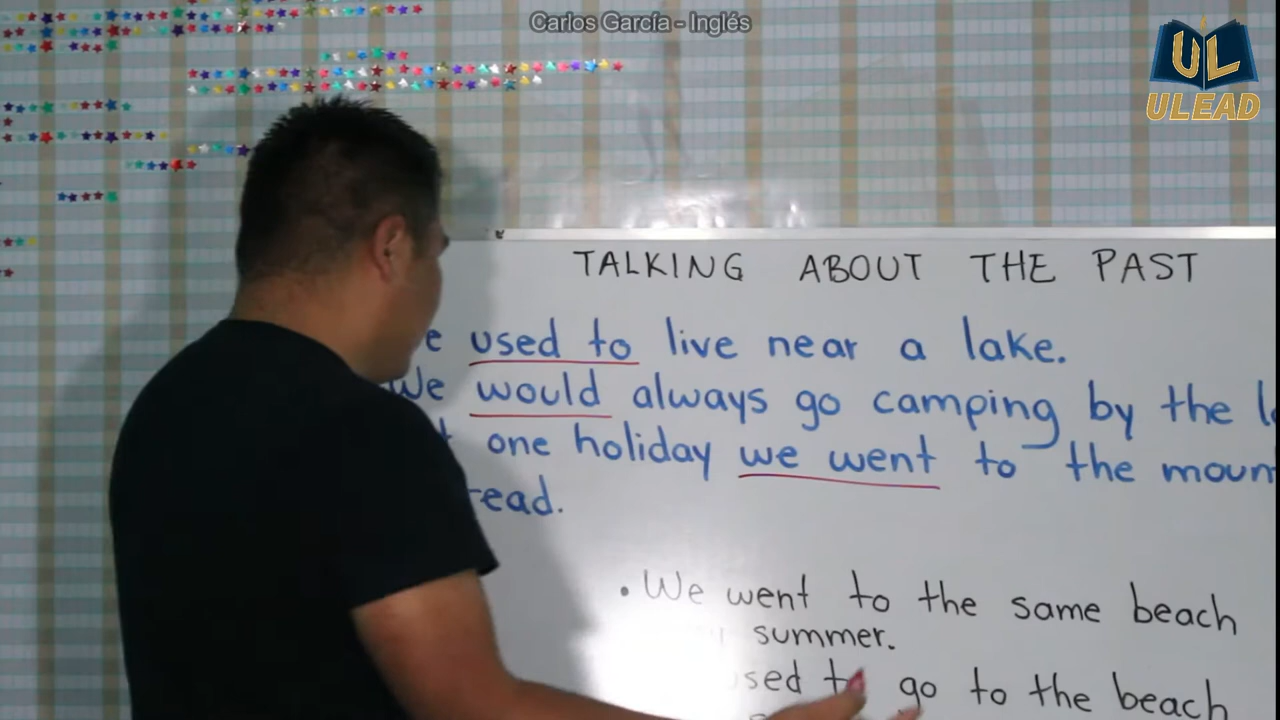 Carlos García - Inglés
UL
ULEAD
TALKING ABOUT THE PAST
used to live near a lake.
We would always go camping by the
one holiday we went to the
• We went to the same beach
summer.
to go to the beach